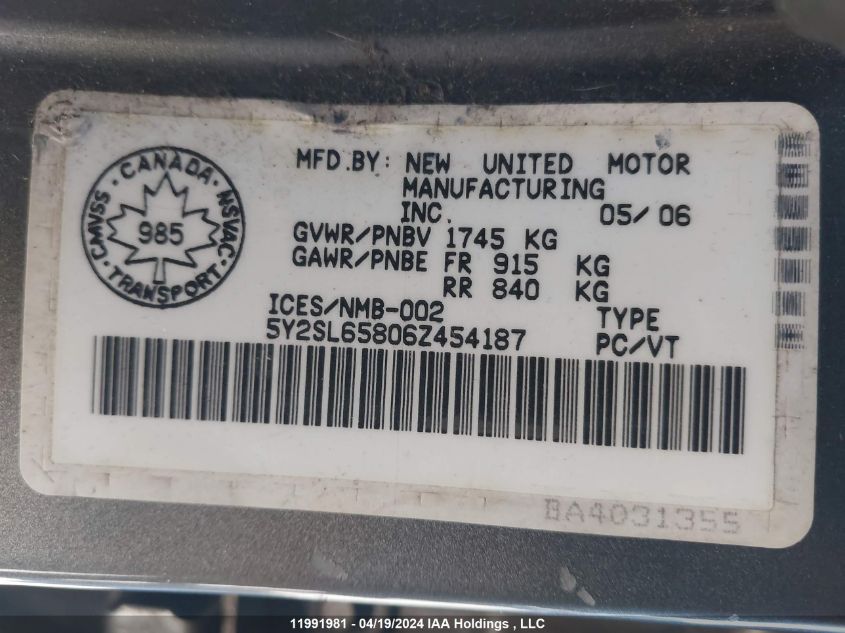 CANADA
CMVSS · NSVAC
985
TRANSPORT
MFD.BY: NEW UNITED MOTOR
MANUFACTURING
INC. 05/06
GVWR/PNBV 1745 KG
GAWR/PNBE FR 915 KG
RR 840 KG
ICES/NMB-002 TYPE
5Y2SL65806Z454187 PC/VT
BA4031355
11991981 - 04/19/2024 IAA Holdings , LLC